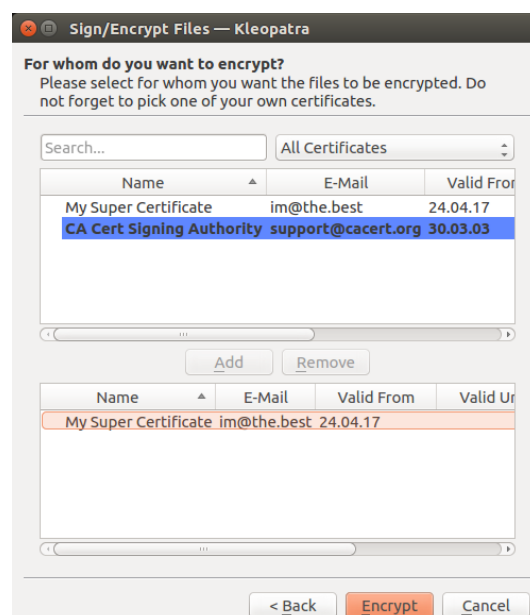 Sign/Encrypt Files — Kleopatra
For whom do you want to encrypt?
Please select for whom you want the files to be encrypted. Do
not forget to pick one of your own certificates.
Search... All Certificates
Name E-Mail Valid From
My Super Certificate im@the.best 24.04.17
CA Cert Signing Authority support@cacert.org 30.03.03
Add Remove
Name E-Mail Valid From Valid Un
My Super Certificate im@the.best 24.04.17
< Back Encrypt Cancel